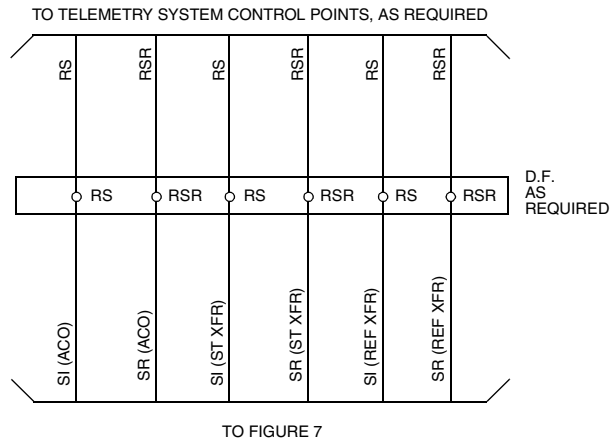 TO TELEMETRY SYSTEM CONTROL POINTS, AS REQUIRED
RS
RSR
RS
RSR
RS
RSR
RS
RSR
RS
RSR
RS
RSR
D.F.
AS
REQUIRED
SI (ACO)
SR (ACO)
SI (ST XFR)
SR (ST XFR)
SI (REF XFR)
SR (REF XFR)
TO FIGURE 7